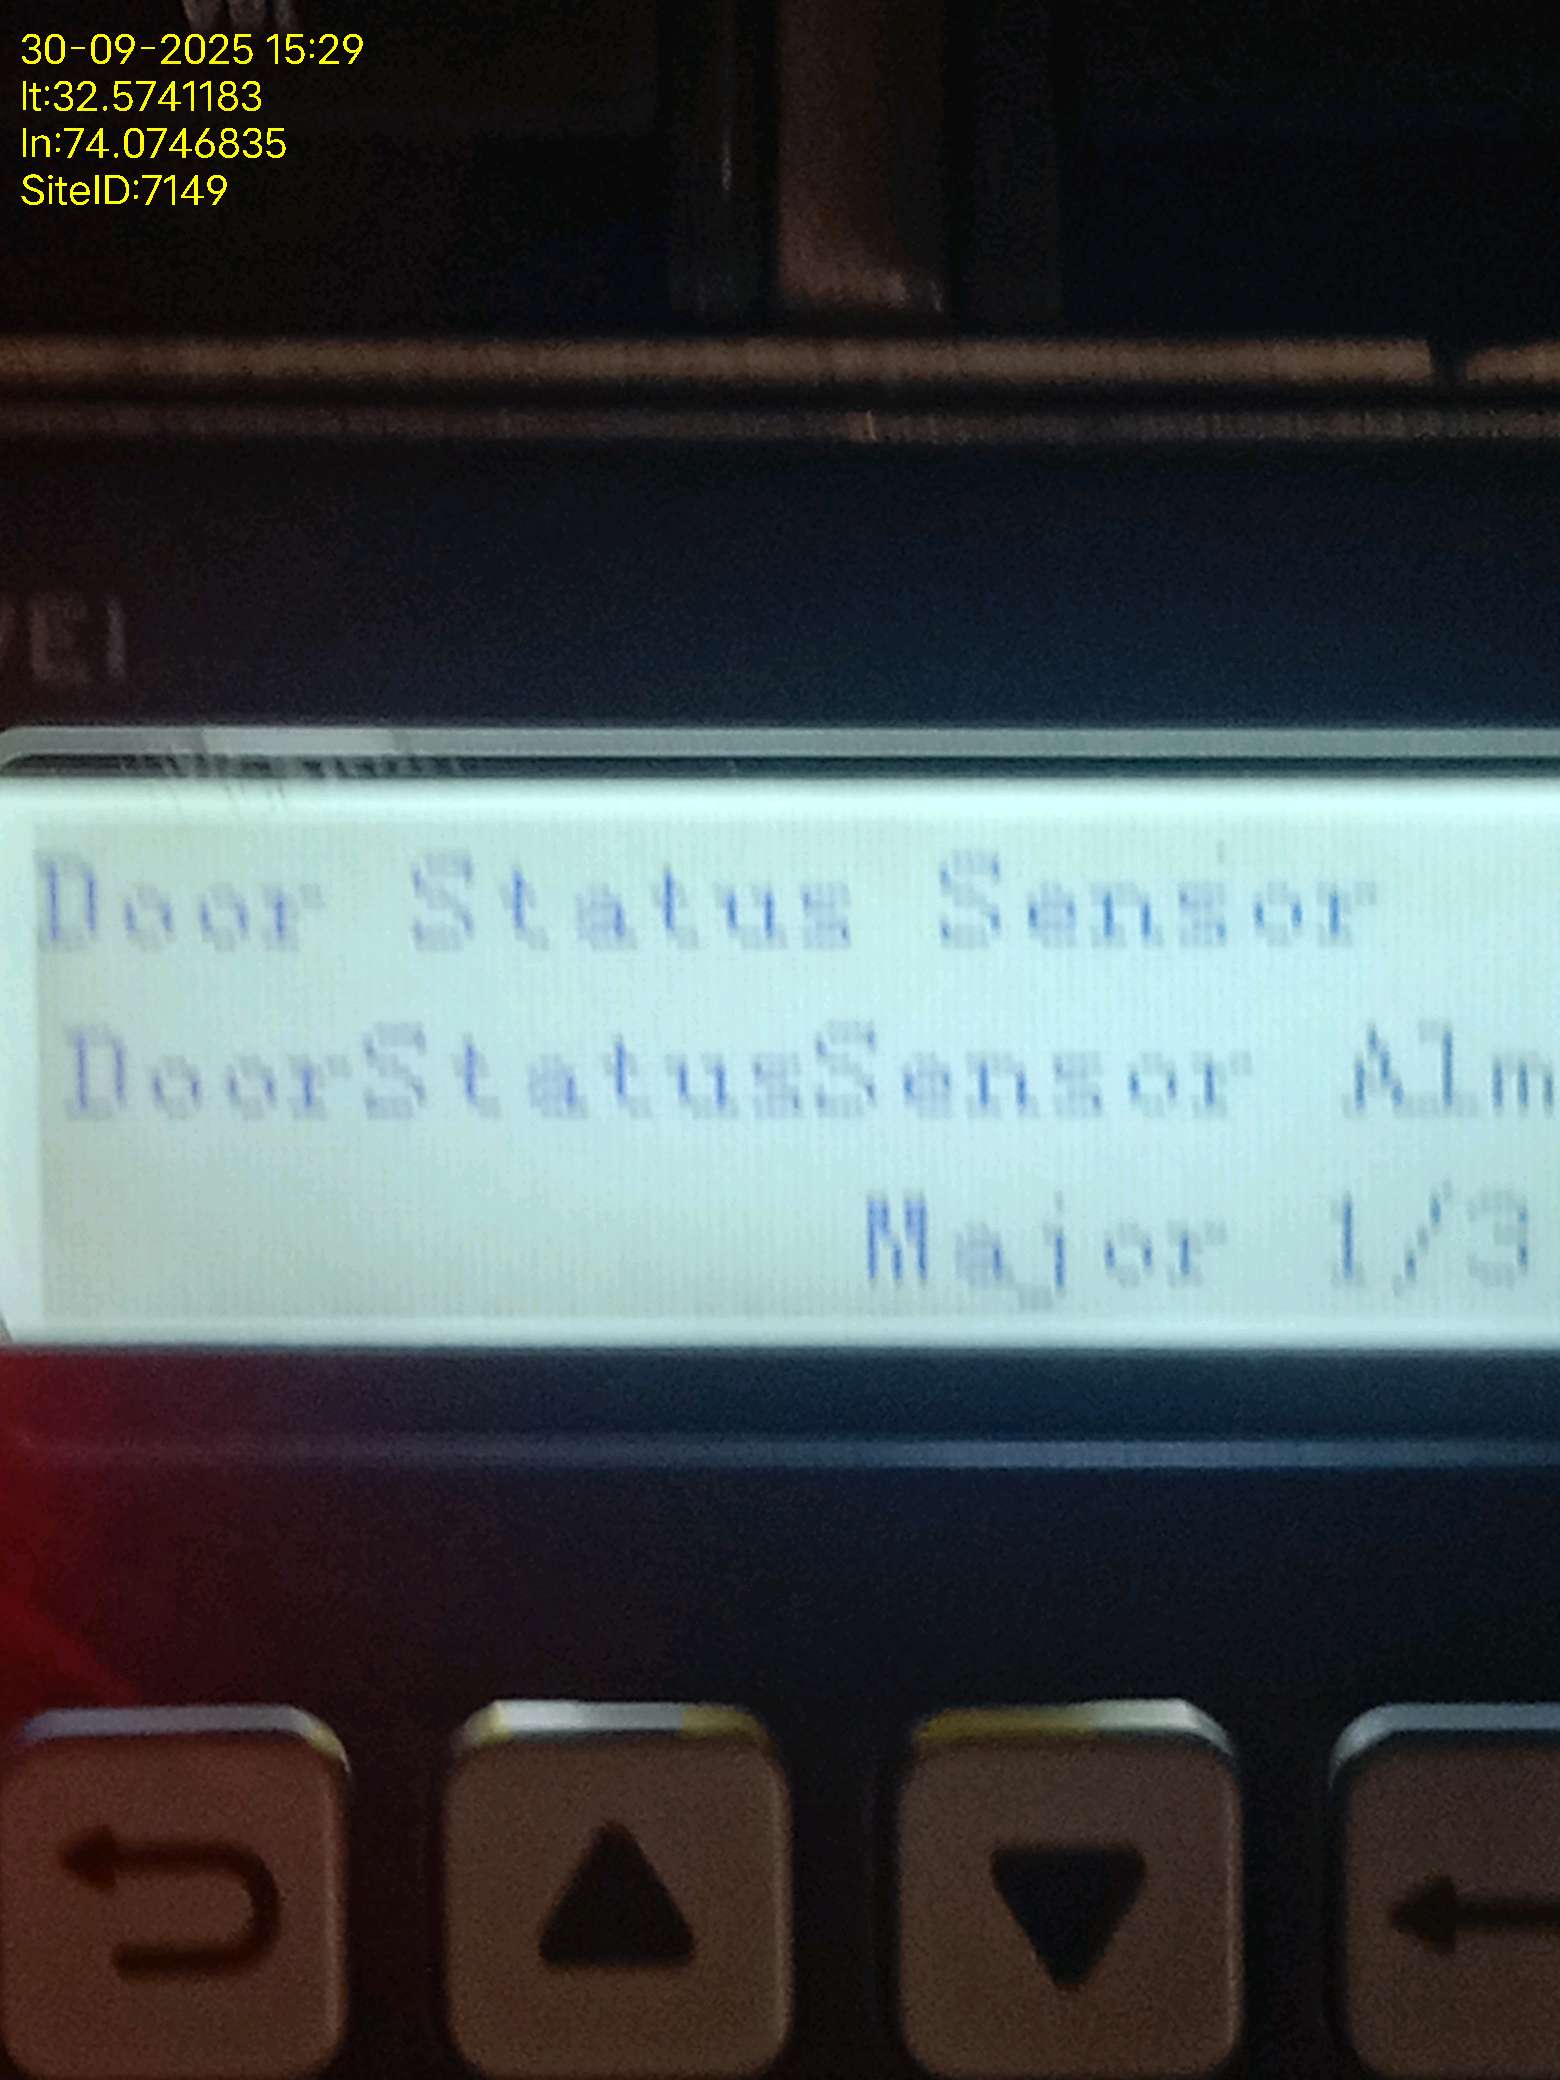 30-09-2025 15:29
lt:32.5741183
ln:74.0746835
SiteID:7149
Door Status Sensor
DoorStatusSensor Alm
Major 1/3